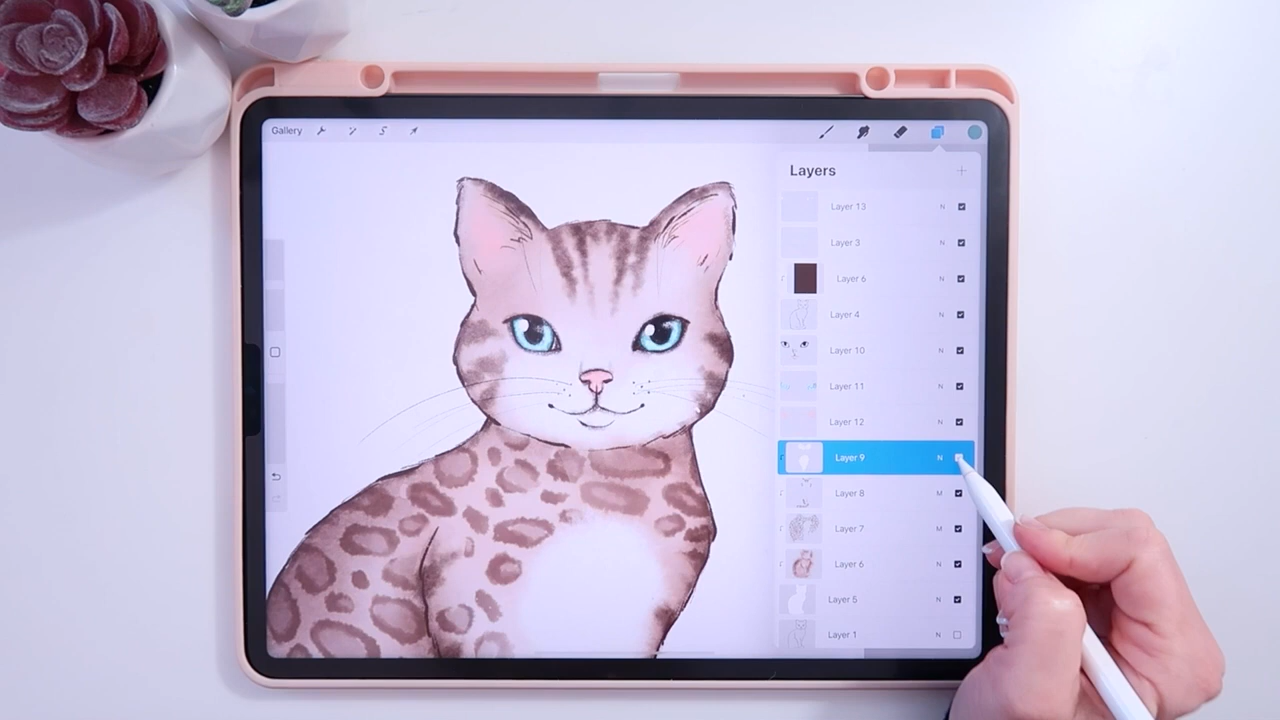 Gallery
Layers
Layer 13 N
Layer 3 N
Layer 6 N
Layer 4 N
Layer 10 N
Layer 11 N
Layer 12 N
Layer 9 N
Layer 8 M
Layer 7 M
Layer 6 N
Layer 5 N
Layer 1 N